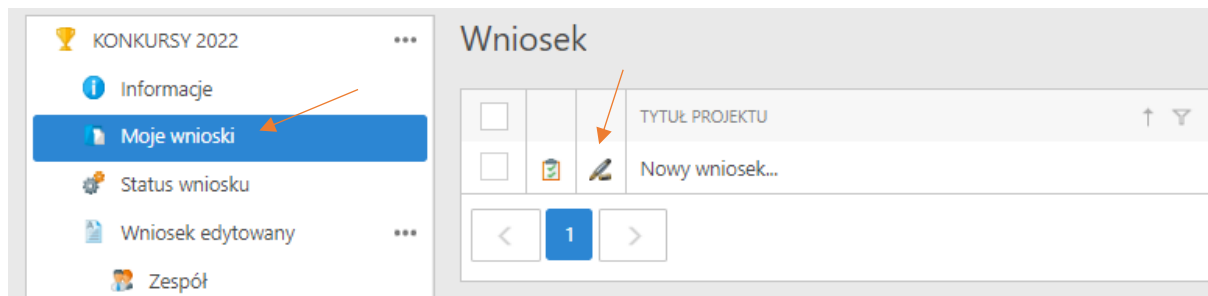 KONKURSY 2022
Informacje
Moje wnioski
Status wniosku
Wniosek edytowany
Zespół
Wniosek
TYTUŁ PROJEKTU
Nowy wniosek...
1